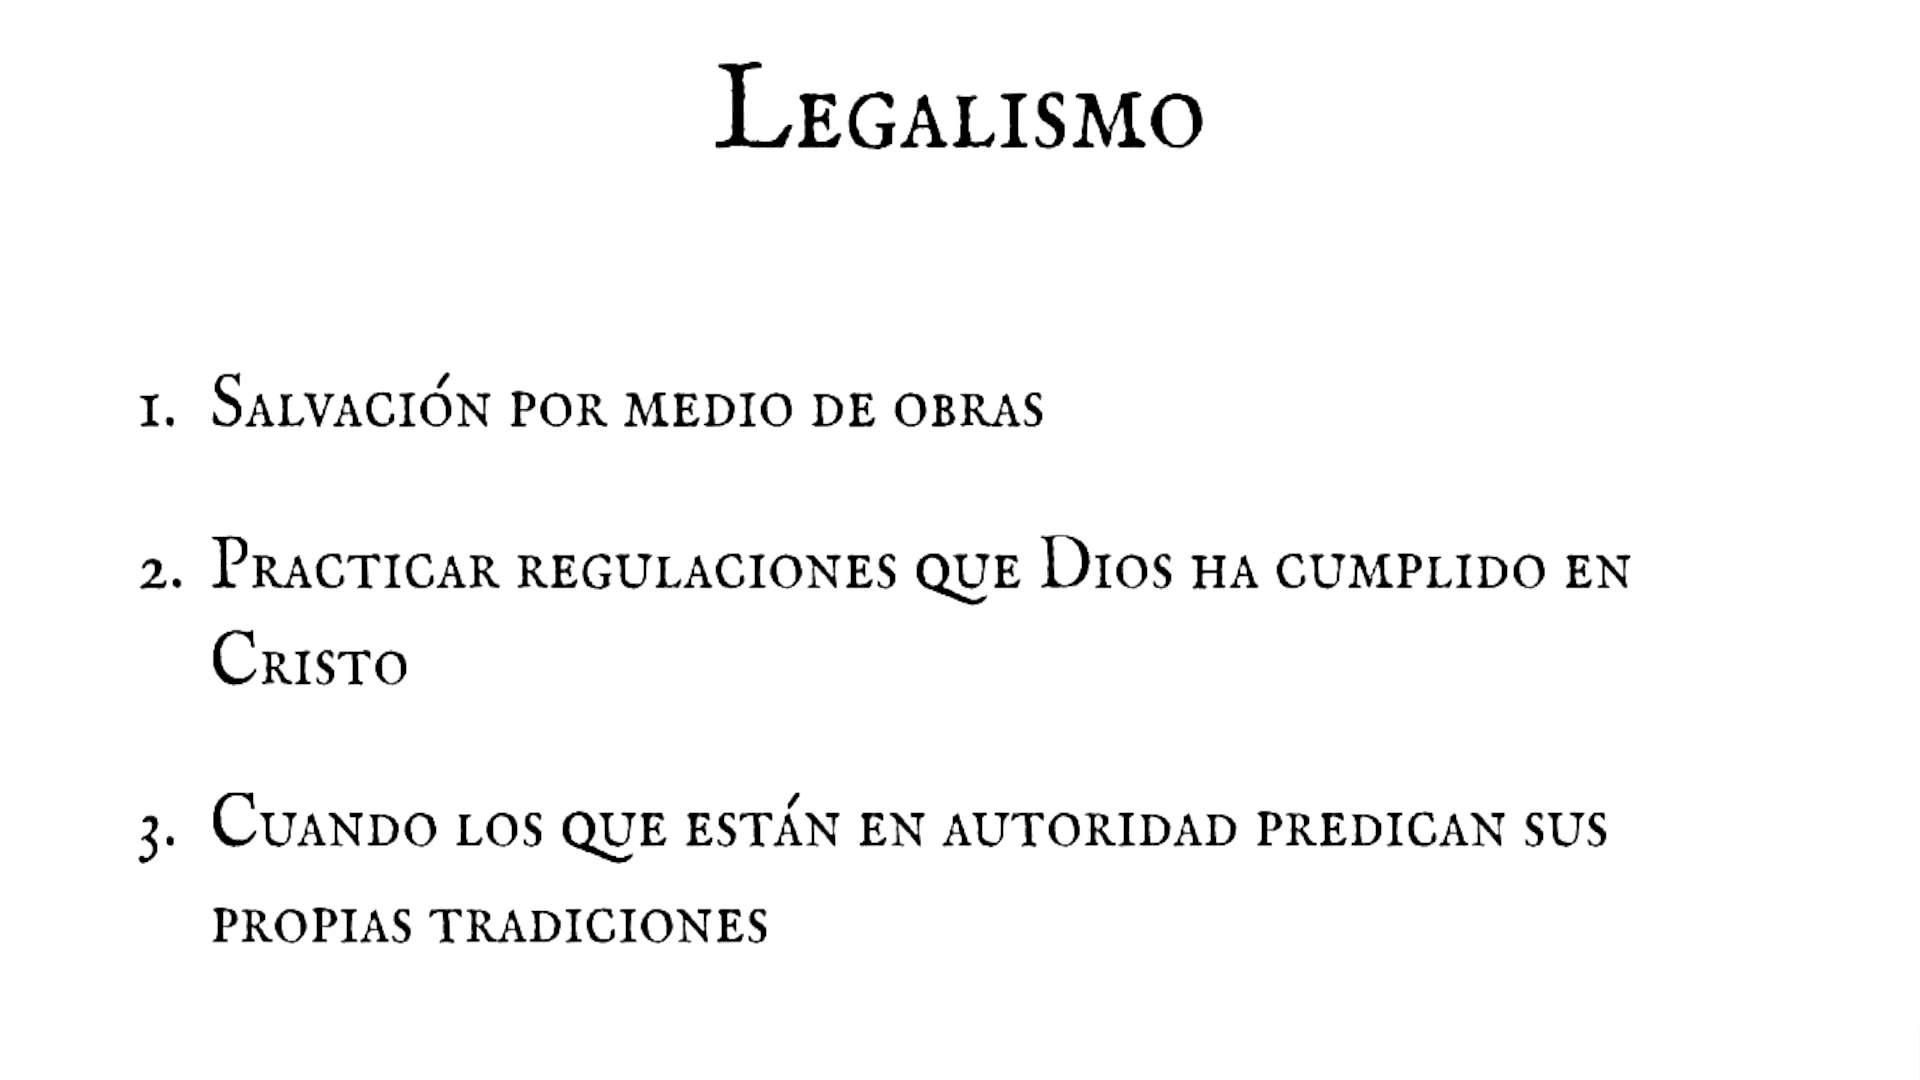 Legalismo
1. Salvación por medio de obras
2. Practicar regulaciones que Dios ha cumplido en
Cristo
3. Cuando los que están en autoridad predican sus
propias tradiciones